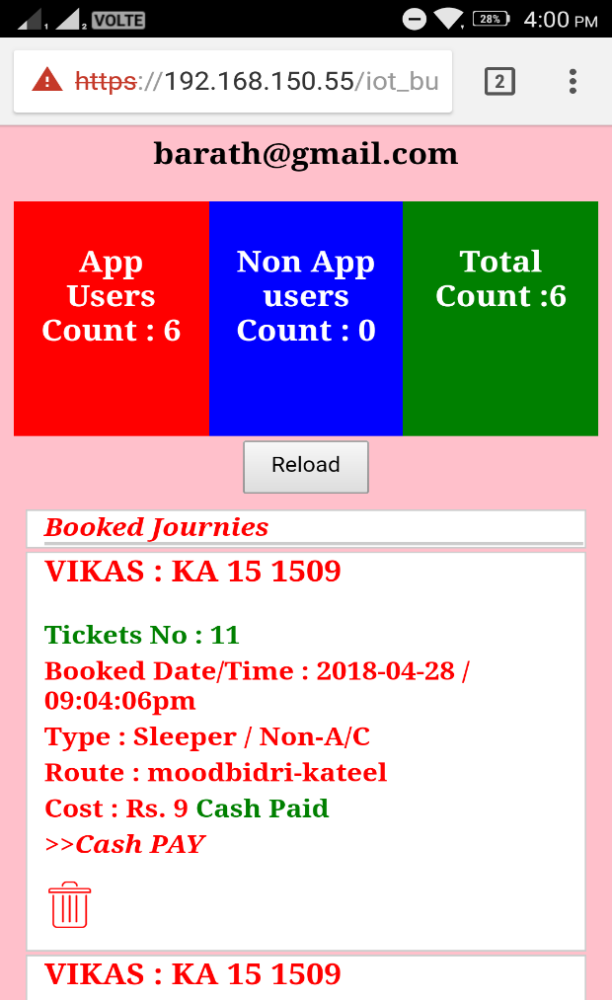 1 2 VOLTE 28% 4:00 PM
https://192.168.150.55/iot_bu 2
barath@gmail.com
App Non App Total
Users users Count :6
Count : 6 Count : 0
Reload
Booked Journies
VIKAS : KA 15 1509
Tickets No : 11
Booked Date/Time : 2018-04-28 /
09:04:06pm
Type : Sleeper / Non-A/C
Route : moodbidri-kateel
Cost : Rs. 9 Cash Paid
>>Cash PAY
VIKAS : KA 15 1509